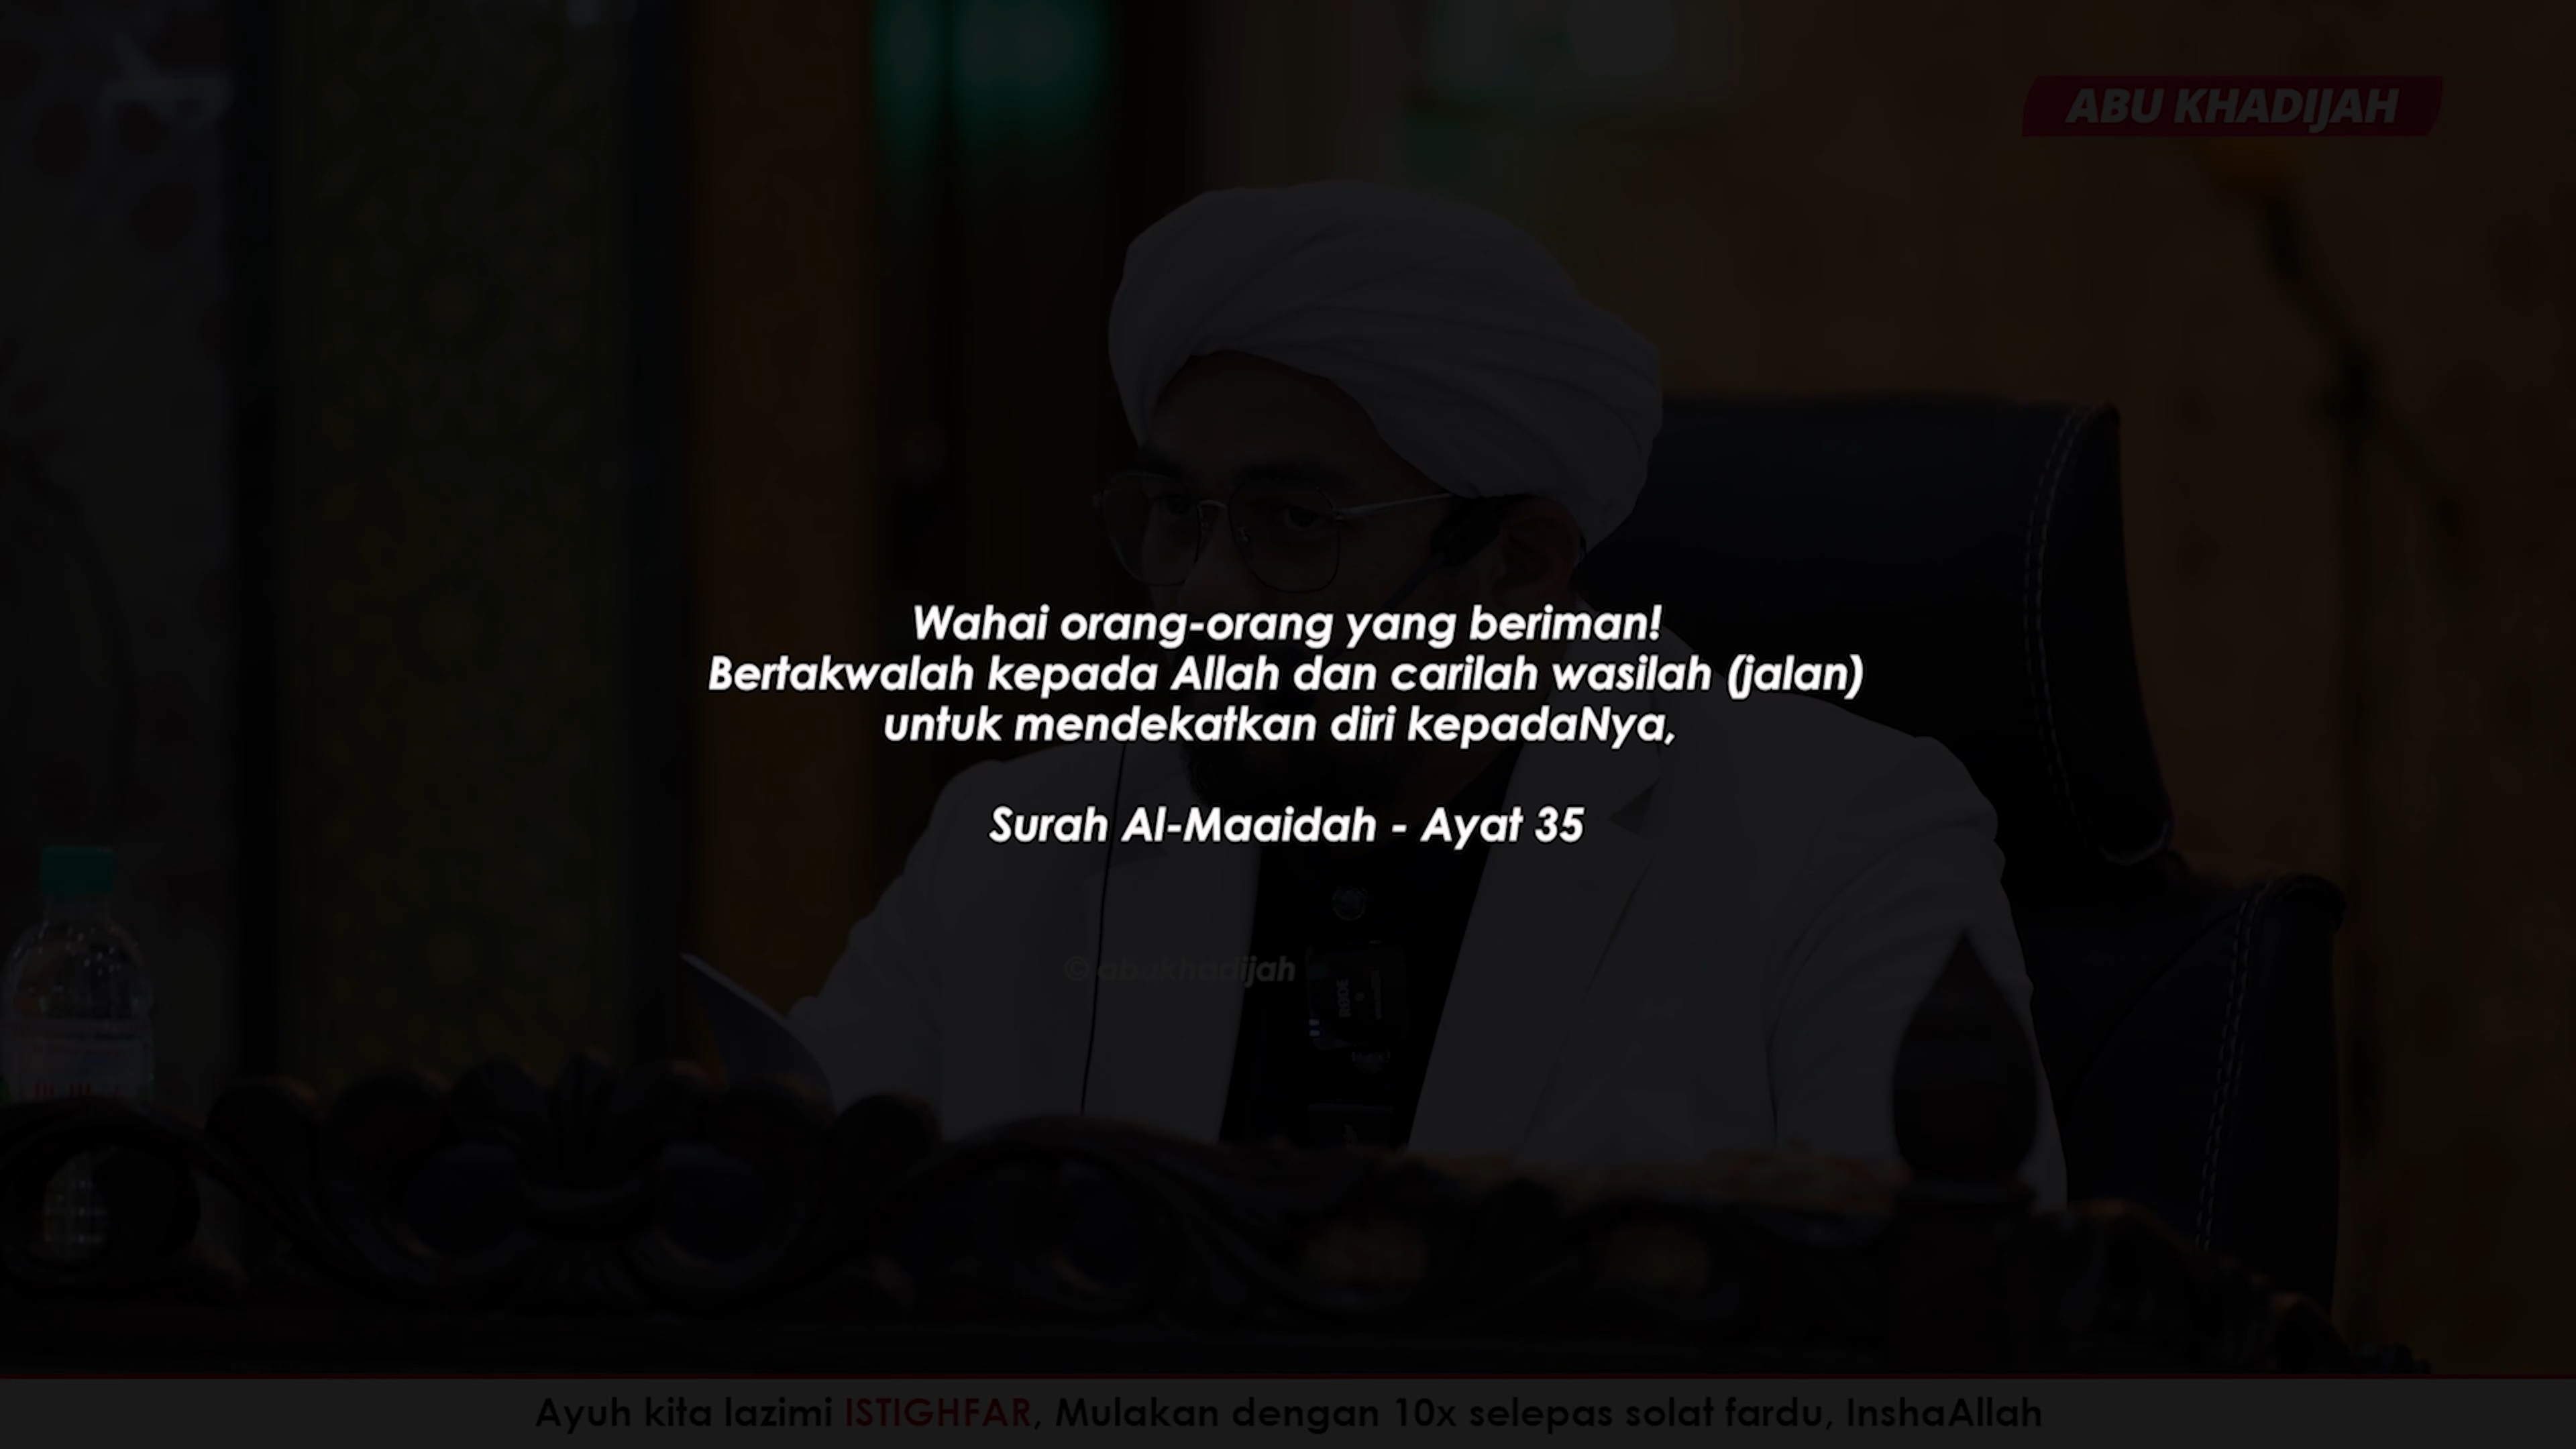 ABU KHADIJAH
Wahai orang-orang yang beriman!
Bertakwalah kepada Allah dan carilah wasilah (jalan)
untuk mendekatkan diri kepadaNya,
Surah Al-Maaidah - Ayat 35
© abukhadijah
RØDE
Ayuh kita lazimi ISTIGHFAR, Mulakan dengan 10x selepas solat fardu, InshaAllah